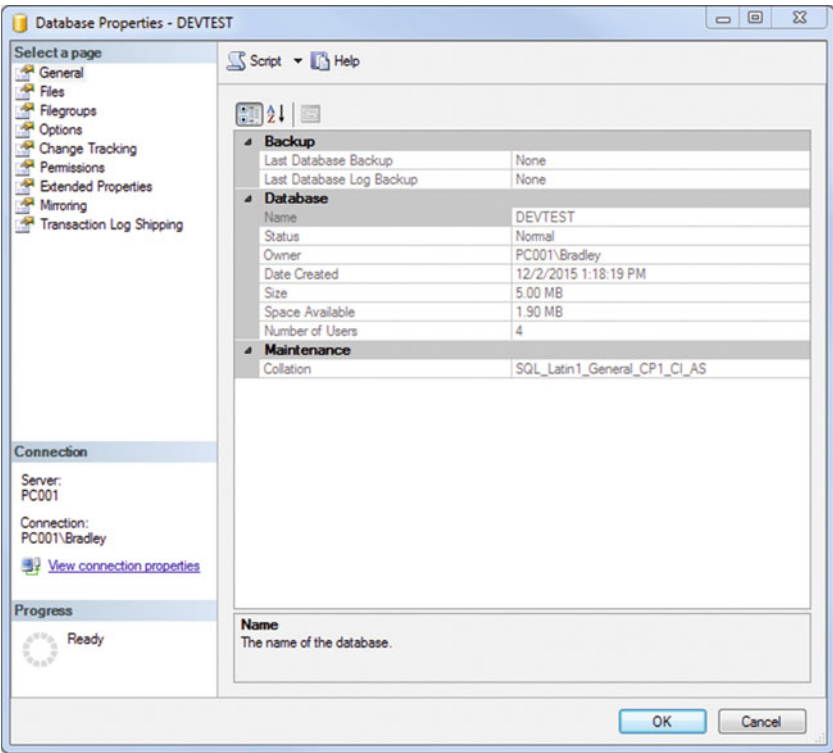 Database Properties - DEVTEST
Select a page
General
Files
Filegroups
Options
Change Tracking
Permissions
Extended Properties
Mirroring
Transaction Log Shipping
Script
Help
Backup
Last Database Backup None
Last Database Log Backup None
Database
Name DEVTEST
Status Normal
Owner PC001\Bradley
Date Created 12/2/2015 1:18:19 PM
Size 5.00 MB
Space Available 1.90 MB
Number of Users 4
Maintenance
Collation SQL_Latin1_General_CP1_CI_AS
Connection
Server:
PC001
Connection:
PC001\Bradley
View connection properties
Progress
Ready
Name
The name of the database.
OK
Cancel